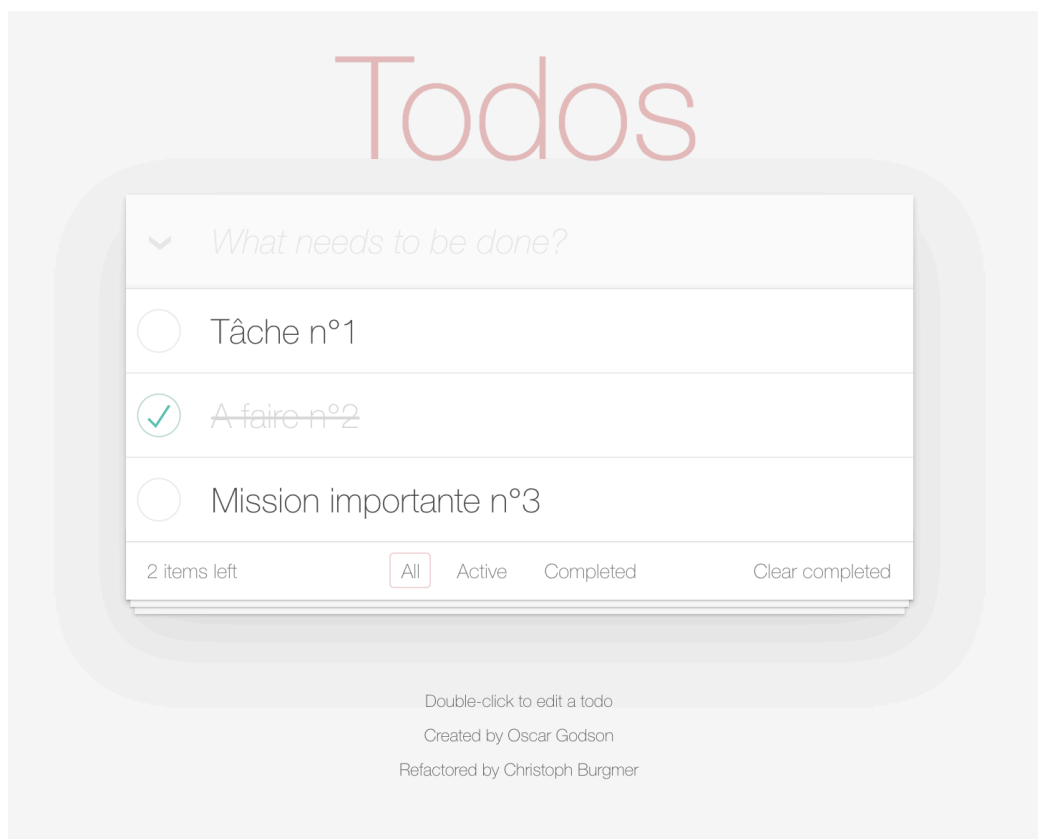 Todos
What needs to be done?
Tâche n°1
A faire n°2
Mission importante n°3
2 items left All Active Completed Clear completed
Double-click to edit a todo
Created by Oscar Godson
Refactored by Christoph Burgmer